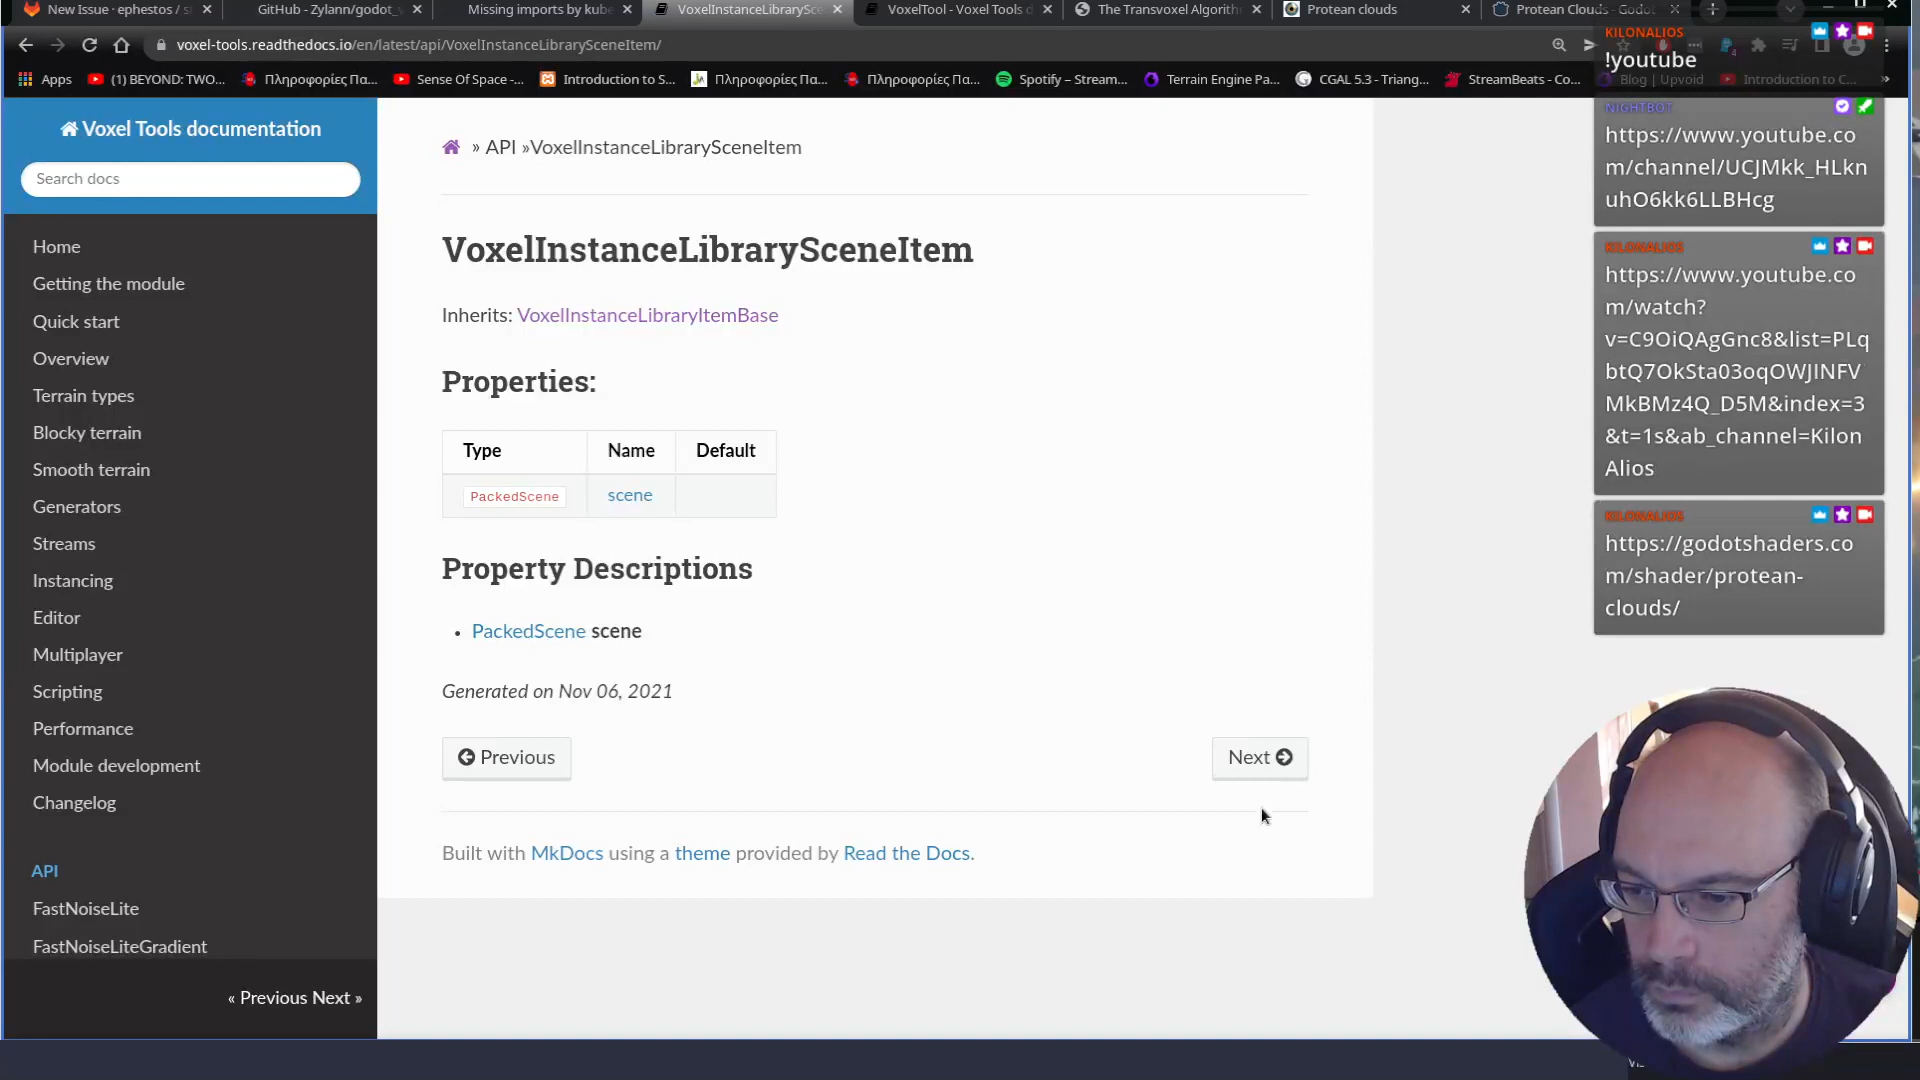 New Issue · ephestos / s
GitHub - Zylann/godot_
Missing imports by kube
VoxelInstanceLibrarySce
VoxelTool - Voxel Tools d
The Transvoxel Algorith
Protean clouds
Protean Clouds - Godot
voxel-tools.readthedocs.io/en/latest/api/VoxelInstanceLibrarySceneItem/
Apps
(1) BEYOND: TWO...
Πληροφορίες Πα...
Sense Of Space -...
Introduction to S...
Πληροφορίες Πα...
Πληροφορίες Πα...
Spotify – Stream...
Terrain Engine Pa...
CGAL 5.3 - Triang...
StreamBeats - Co...
Blog | Upvoid
Introduction to C...
Voxel Tools documentation
Search docs
Home
Getting the module
Quick start
Overview
Terrain types
Blocky terrain
Smooth terrain
Generators
Streams
Instancing
Editor
Multiplayer
Scripting
Performance
Module development
Changelog
API
FastNoiseLite
FastNoiseLiteGradient
« Previous Next »
» API »VoxelInstanceLibrarySceneItem
VoxelInstanceLibrarySceneItem
Inherits: VoxelInstanceLibraryItemBase
Properties:
Type Name Default
PackedScene scene
Property Descriptions
• PackedScene scene
Generated on Nov 06, 2021
Previous
Next
Built with MkDocs using a theme provided by Read the Docs.
KILONALIOS
!youtube
NIGHTBOT
https://www.youtube.co
m/channel/UCJMkk_HLkn
uhO6kk6LLBHcg
KILONALIOS
https://www.youtube.co
m/watch?
v=C9OiQAgGnc8&list=PLq
btQ7OkSta03oqOWJINFV
MkBMz4Q_D5M&index=3
&t=1s&ab_channel=Kilon
Alios
KILONALIOS
https://godotshaders.co
m/shader/protean-
clouds/